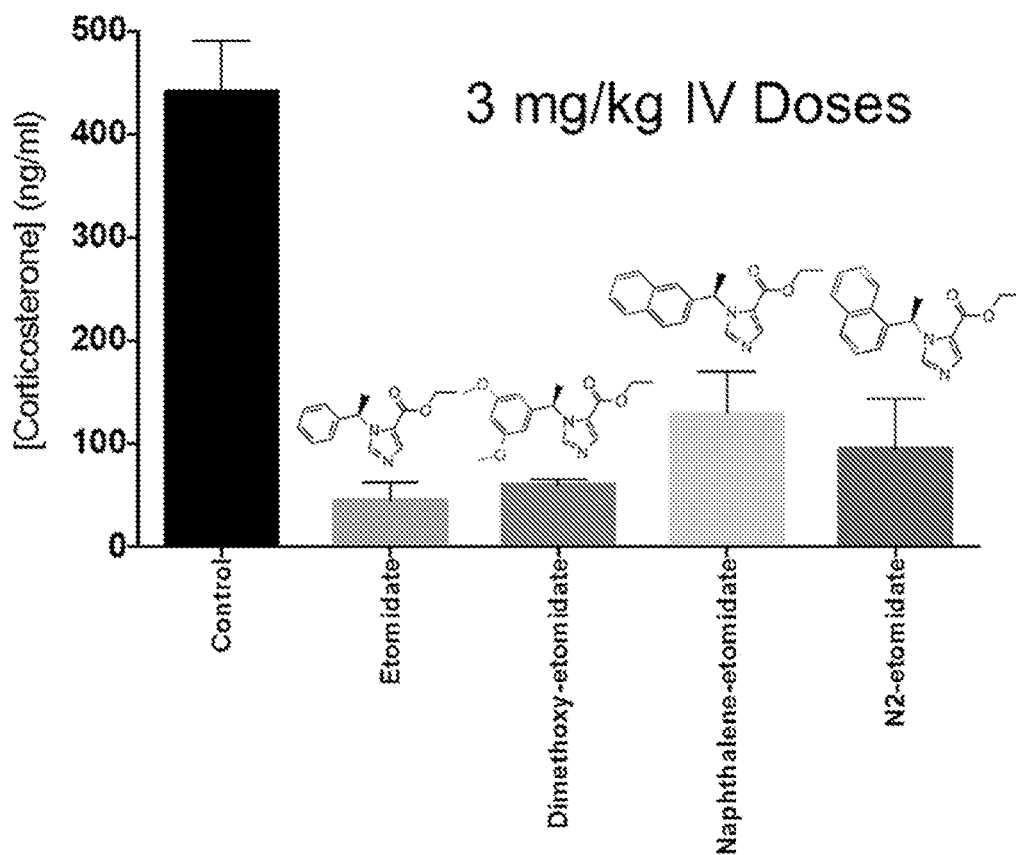 3 mg/kg IV Doses
[Corticosterone] (ng/ml)
500
400
300
200
100
0
O
O
N
N
O
O
O
O
N
N
O
O
N
N
O
O
N
N
Control
Etomidate
Dimethoxy-etomidate
Naphthalene-etomidate
N2-etomidate